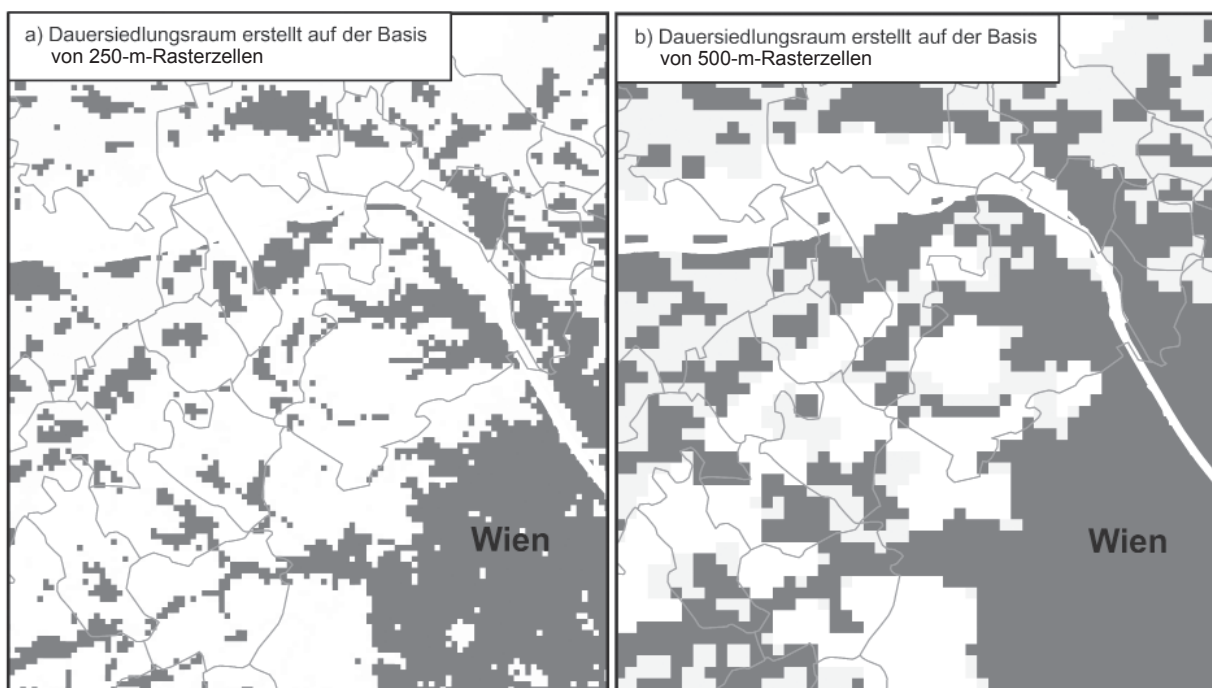 a) Dauersiedlungsraum erstellt auf der Basis
von 250-m-Rasterzellen
b) Dauersiedlungsraum erstellt auf der Basis
von 500-m-Rasterzellen
Wien
Wien